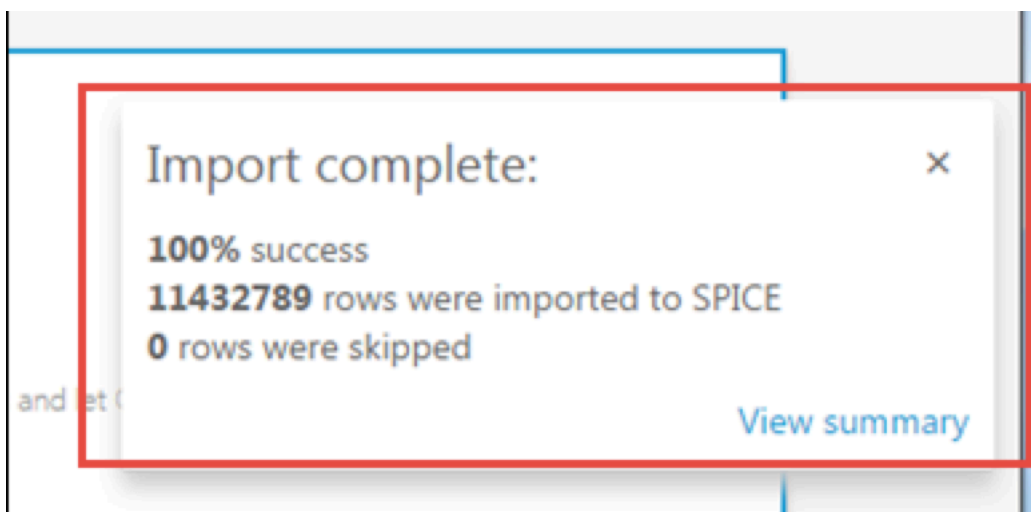 Import complete:
×
100% success
11432789 rows were imported to SPICE
0 rows were skipped
and let
View summary